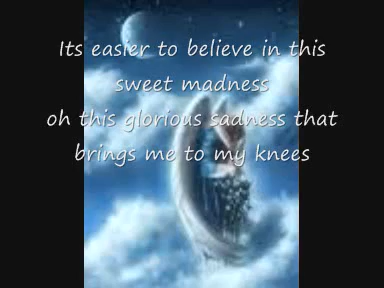 Its easier to believe in this
sweet madness
oh this glorious sadness that
brings me to my knees